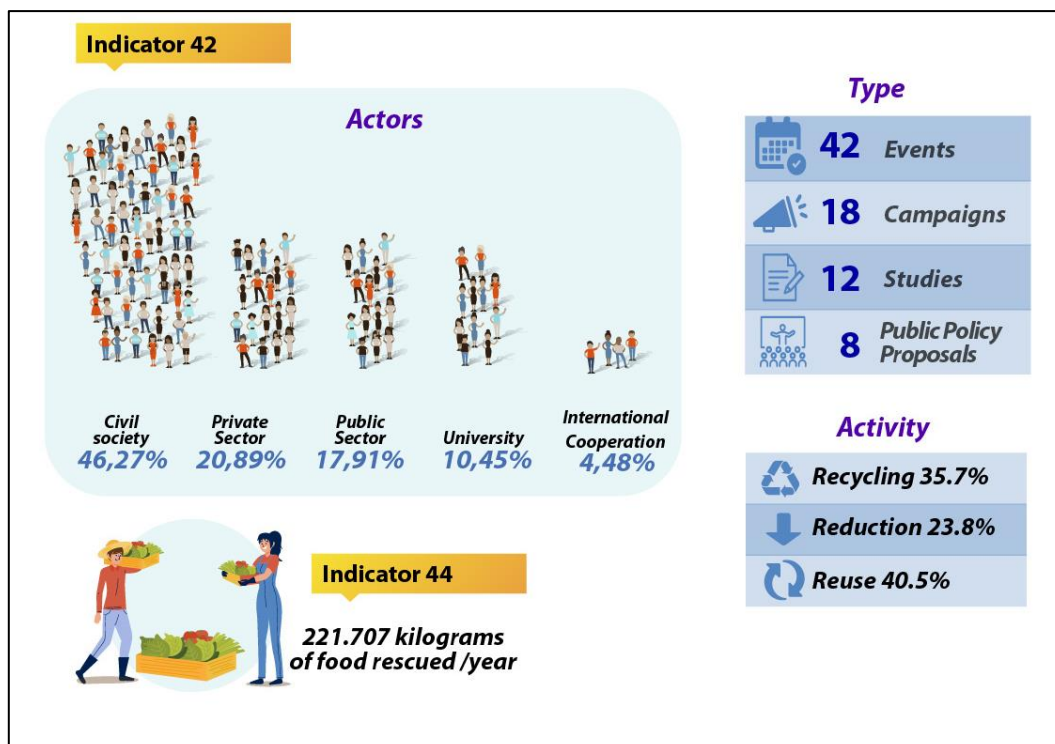 Indicator 42
Actors
Civil
society
46,27%
Private
Sector
20,89%
Public
Sector
17,91%
University
10,45%
International
Cooperation
4,48%
Type
42 Events
18 Campaigns
12 Studies
8 Public Policy
Proposals
Activity
Recycling 35.7%
Reduction 23.8%
Reuse 40.5%
Indicator 44
221.707 kilograms
of food rescued /year